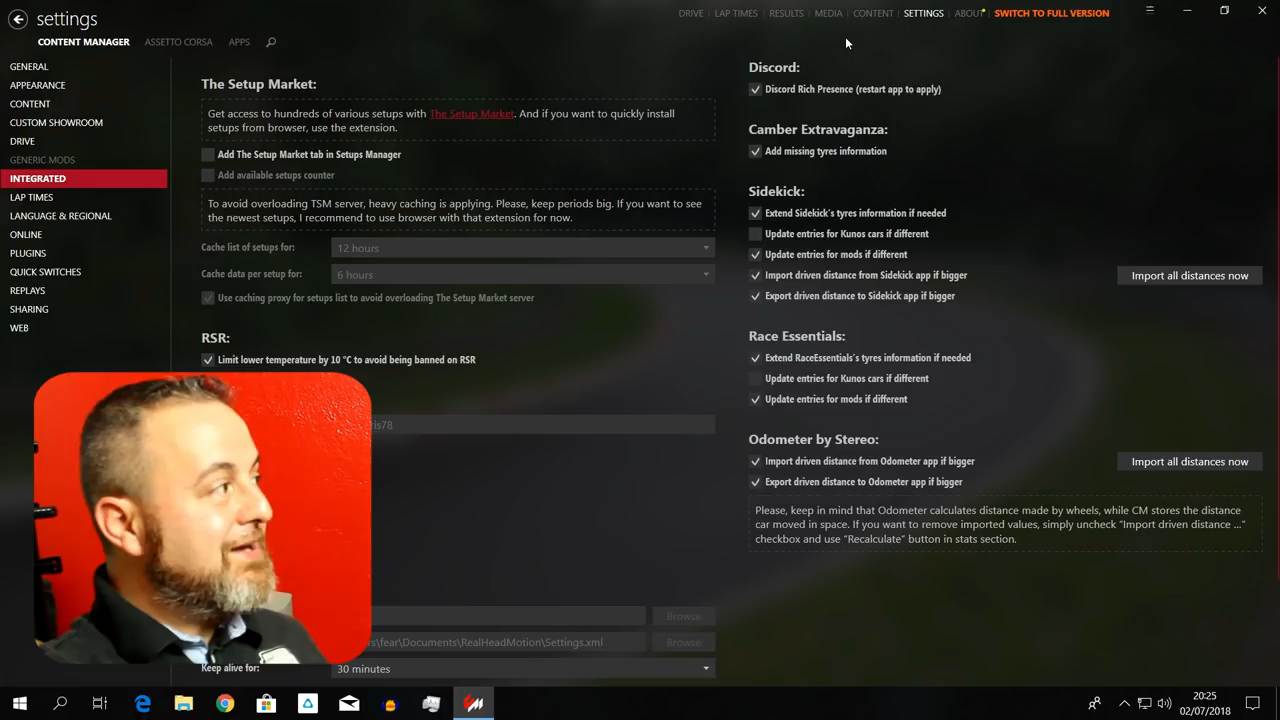 settings
DRIVE LAP TIMES RESULTS MEDIA CONTENT SETTINGS ABOUT SWITCH TO FULL VERSION
CONTENT MANAGER ASSETTO CORSA APPS
GENERAL
APPEARANCE
CONTENT
CUSTOM SHOWROOM
DRIVE
GENERIC MODS
INTEGRATED
LAP TIMES
LANGUAGE & REGIONAL
ONLINE
PLUGINS
QUICK SWITCHES
REPLAYS
SHARING
WEB
The Setup Market:
Get access to hundreds of various setups with The Setup Market. And if you want to quickly install
setups from browser, use the extension.
Add The Setup Market tab in Setups Manager
Add available setups counter
To avoid overloading TSM server, heavy caching is applying. Please, keep periods big. If you want to see
the newest setups, I recommend to use browser with that extension for now.
Cache list of setups for: 12 hours
Cache data per setup for: 6 hours
Use caching proxy for setups list to avoid overloading The Setup Market server
RSR:
Limit lower temperature by 10 °C to avoid being banned on RSR
ris78
Browse
rs\fear\Documents\RealHeadMotion\Settings.xml Browse
Keep alive for: 30 minutes
Discord:
Discord Rich Presence (restart app to apply)
Camber Extravaganza:
Add missing tyres information
Sidekick:
Extend Sidekick's tyres information if needed
Update entries for Kunos cars if different
Update entries for mods if different
Import driven distance from Sidekick app if bigger Import all distances now
Export driven distance to Sidekick app if bigger
Race Essentials:
Extend RaceEssentials's tyres information if needed
Update entries for Kunos cars if different
Update entries for mods if different
Odometer by Stereo:
Import driven distance from Odometer app if bigger Import all distances now
Export driven distance to Odometer app if bigger
Please, keep in mind that Odometer calculates distance made by wheels, while CM stores the distance
car moved in space. If you want to remove imported values, simply uncheck "Import driven distance ..."
checkbox and use "Recalculate" button in stats section.
20:25
02/07/2018